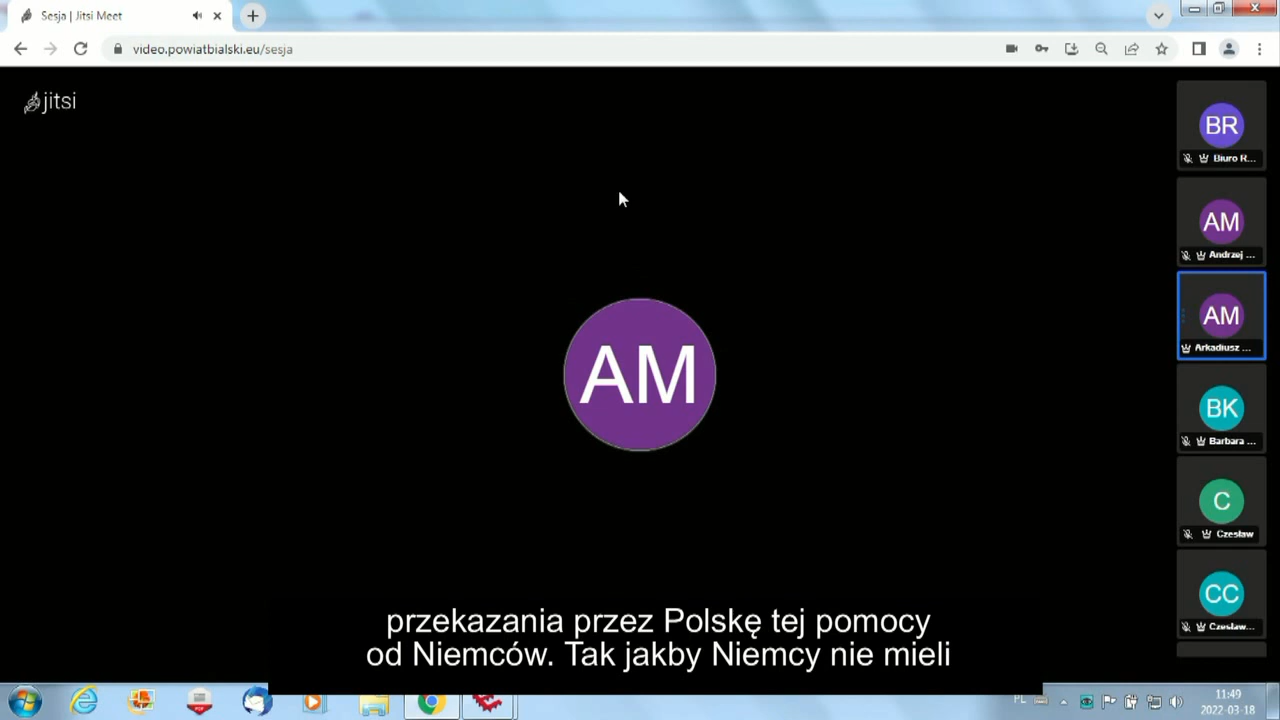 Sesja | Jitsi Meet
video.powiatbialski.eu/sesja
jitsi
BR
Biuro R...
AM
Andrzej ...
AM
Arkadiusz ...
BK
Barbara ...
C
Czesław
CC
Czesław...
AM
przekazania przez Polskę tej pomocy
od Niemców. Tak jakby Niemcy nie mieli
PL
11:49
2022-03-18